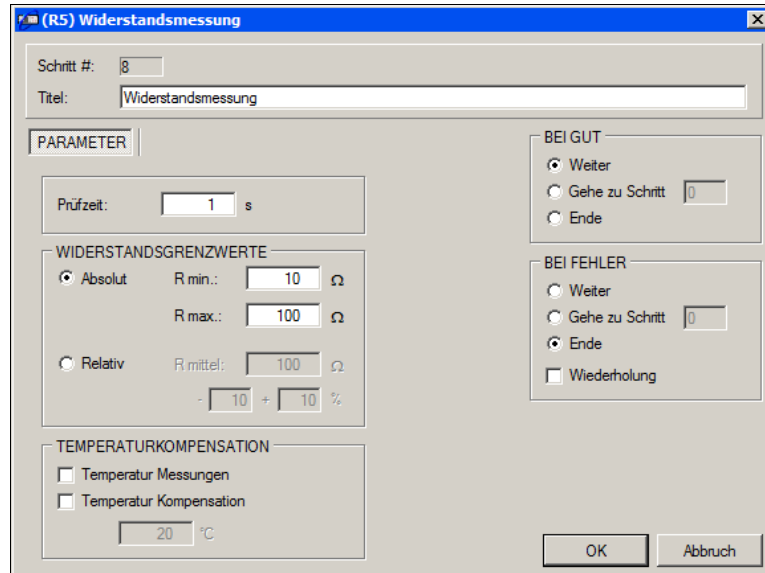 (R5) Widerstandsmessung
Schritt #: 8
Titel: Widerstandsmessung
PARAMETER
Prüfzeit: 1 s
WIDERSTANDSGRENZWERTE
Absolut R min.: 10 Ω
R max.: 100 Ω
Relativ R mittel: 100 Ω
- 10 + 10 %
TEMPERATURKOMPENSATION
Temperatur Messungen
Temperatur Kompensation
20 °C
BEI GUT
Weiter
Gehe zu Schritt 0
Ende
BEI FEHLER
Weiter
Gehe zu Schritt 0
Ende
Wiederholung
OK Abbruch